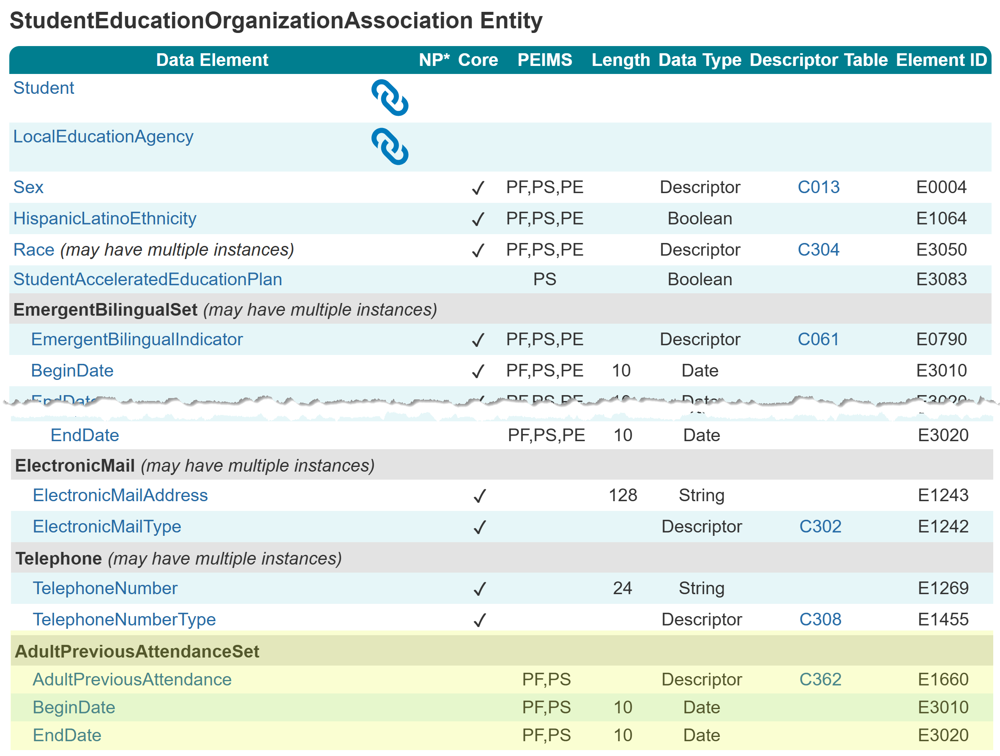 StudentEducationOrganizationAssociation Entity
Data Element NP* Core PEIMS Length Data Type Descriptor Table Element ID
Student
LocalEducationAgency
Sex ✓ PF,PS,PE Descriptor C013 E0004
HispanicLatinoEthnicity ✓ PF,PS,PE Boolean E1064
Race (may have multiple instances) ✓ PF,PS,PE Descriptor C304 E3050
StudentAcceleratedEducationPlan PS Boolean E3083
EmergentBilingualSet (may have multiple instances)
EmergentBilingualIndicator ✓ PF,PS,PE Descriptor C061 E0790
BeginDate ✓ PF,PS,PE 10 Date E3010
EndDate ✓ PF,PS,PE 10 Date E3020
EndDate PF,PS,PE 10 Date E3020
ElectronicMail (may have multiple instances)
ElectronicMailAddress ✓ 128 String E1243
ElectronicMailType ✓ Descriptor C302 E1242
Telephone (may have multiple instances)
TelephoneNumber ✓ 24 String E1269
TelephoneNumberType ✓ Descriptor C308 E1455
AdultPreviousAttendanceSet
AdultPreviousAttendance PF,PS Descriptor C362 E1660
BeginDate PF,PS 10 Date E3010
EndDate PF,PS 10 Date E3020